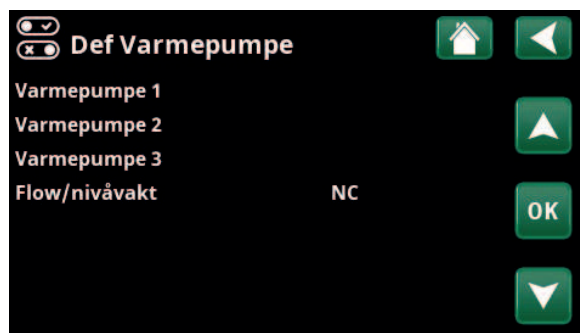 Def Varmepumpe
Varmepumpe 1
Varmepumpe 2
Varmepumpe 3
Flow/nivåvakt NC
OK